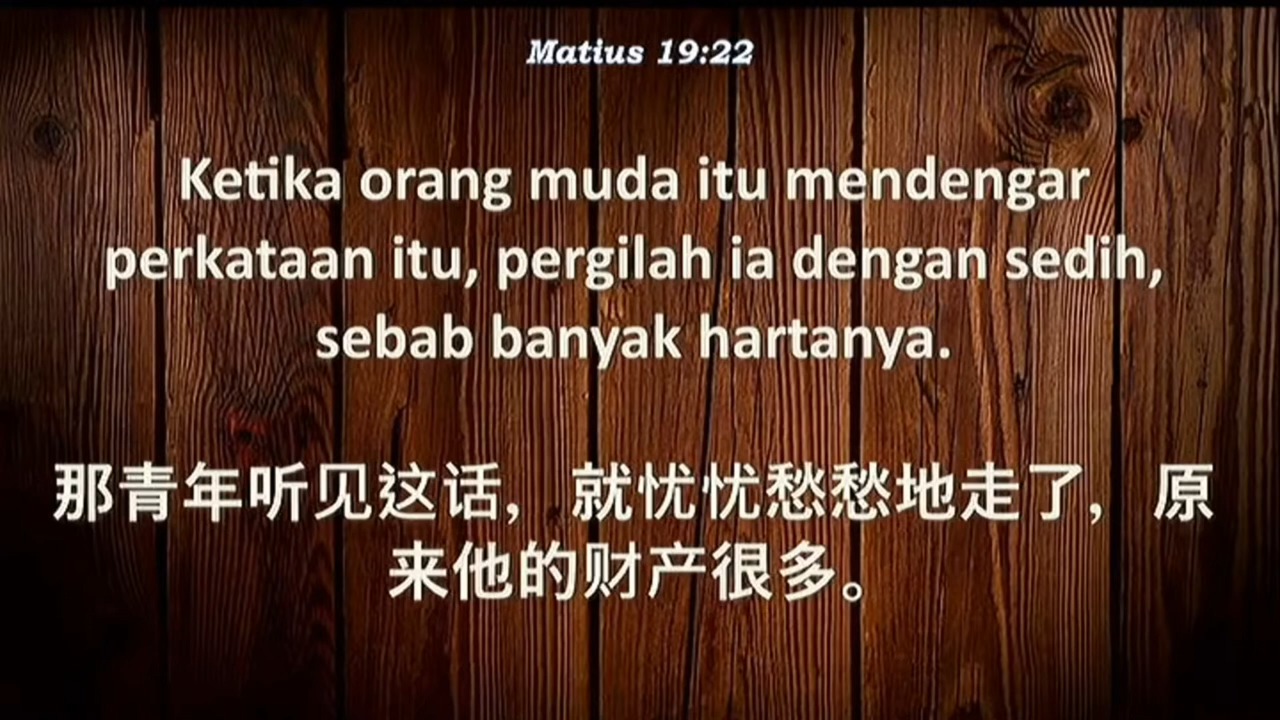 Matius 19:22
Ketika orang muda itu mendengar
perkataan itu, pergilah ia dengan sedih,
sebab banyak hartanya.
那青年听见这话，就忧忧愁愁地走了，原
来他的财产很多。